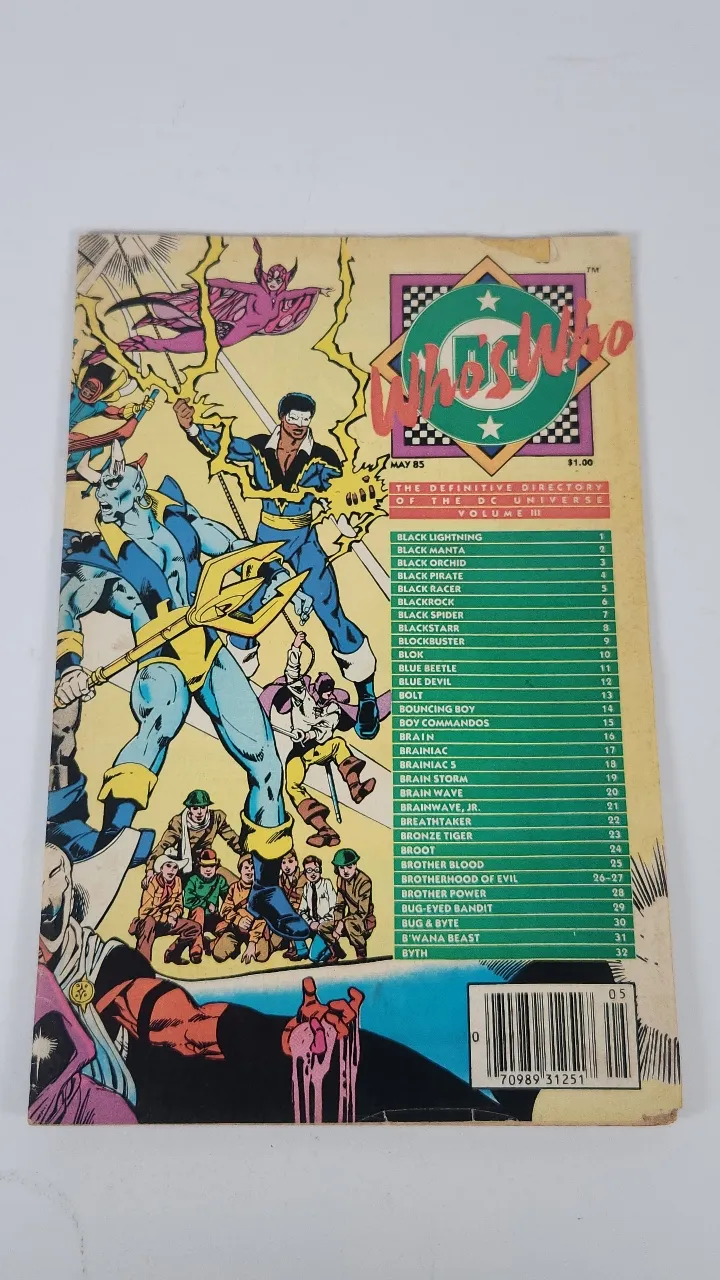 TM
DC
Who's Who
MAY 85 $1.00
THE DEFINITIVE DIRECTORY
OF THE DC UNIVERSE
VOLUME III
BLACK LIGHTNING 1
BLACK MANTA 2
BLACK ORCHID 3
BLACK PIRATE 4
BLACK RACER 5
BLACKROCK 6
BLACK SPIDER 7
BLACKSTARR 8
BLOCKBUSTER 9
BLOK 10
BLUE BEETLE 11
BLUE DEVIL 12
BOLT 13
BOUNCING BOY 14
BOY COMMANDOS 15
BRAIN 16
BRAINIAC 17
BRAINIAC 5 18
BRAIN STORM 19
BRAIN WAVE 20
BRAINWAVE, JR. 21
BREATHTAKER 22
BRONZE TIGER 23
BROOT 24
BROTHER BLOOD 25
BROTHERHOOD OF EVIL 26-27
BROTHER POWER 28
BUG-EYED BANDIT 29
BUG & BYTE 30
B'WANA BEAST 31
BYTH 32
05
0 70989 31251